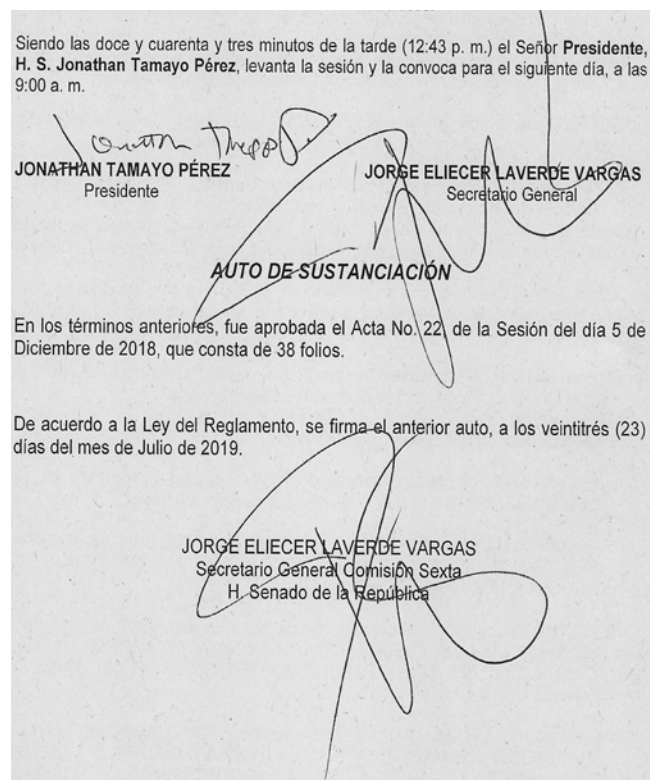 Siendo las doce y cuarenta y tres minutos de la tarde (12:43 p. m.) el Señor Presidente,
H. S. Jonathan Tamayo Pérez, levanta la sesión y la convoca para el siguiente día, a las
9:00 a. m.
JONATHAN TAMAYO PÉREZ JORGE ELIECER LAVERDE VARGAS
Presidente Secretario General
AUTO DE SUSTANCIACIÓN
En los términos anteriores, fue aprobada el Acta No. 22, de la Sesión del día 5 de
Diciembre de 2018, que consta de 38 folios.
De acuerdo a la Ley del Reglamento, se firma el anterior auto, a los veintitrés (23)
días del mes de Julio de 2019.
JORGE ELIECER LAVERDE VARGAS
Secretario General Comisión Sexta
H. Senado de la República